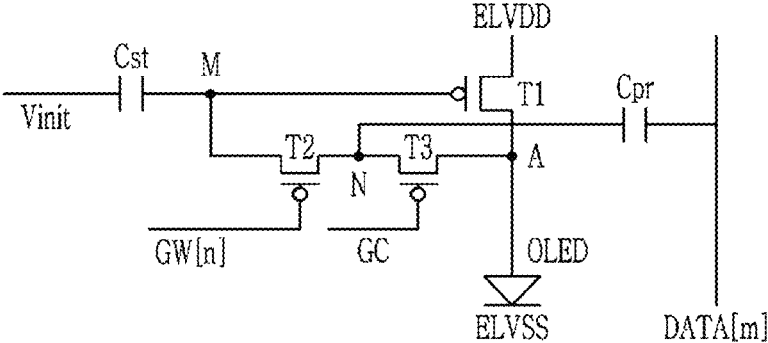 ELVDD
Cst
M
Vinit
T1
Cpr
T2
T3
N
A
GW[n]
GC
OLED
ELVSS
DATA[m]